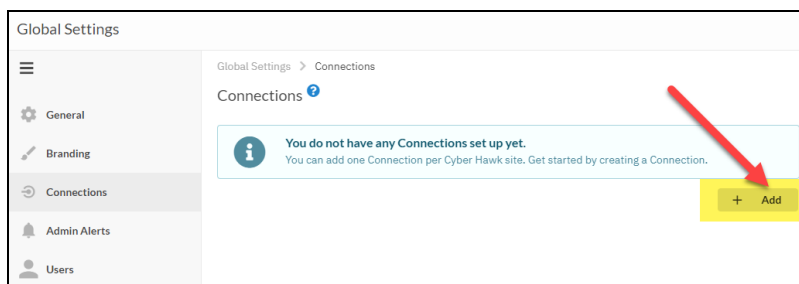 Global Settings
Global Settings > Connections
Connections ?
General
You do not have any Connections set up yet.
You can add one Connection per Cyber Hawk site. Get started by creating a Connection.
Branding
Connections
+ Add
Admin Alerts
Users